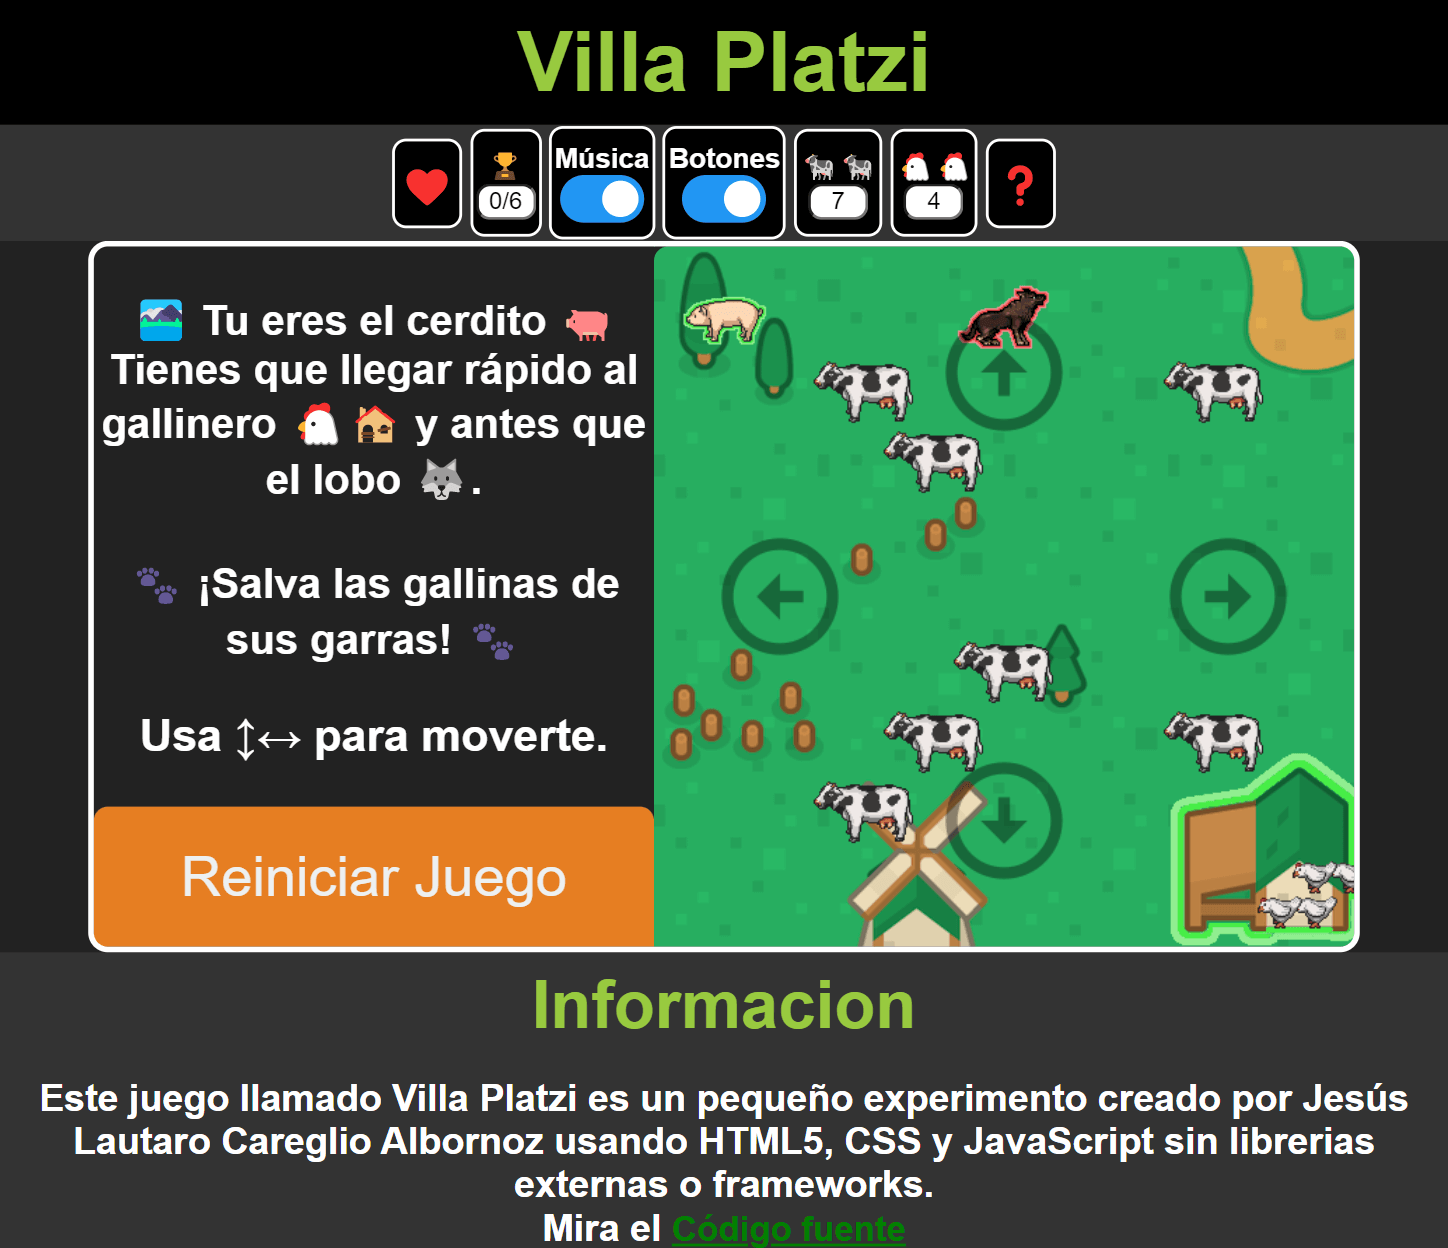 Villa Platzi
Música
Botones
0/6
7
4
Tu eres el cerdito
Tienes que llegar rápido al
gallinero y antes que
el lobo .
¡Salva las gallinas de
sus garras!
Usa ↕↔ para moverte.
Reiniciar Juego
Informacion
Este juego llamado Villa Platzi es un pequeño experimento creado por Jesús
Lautaro Careglio Albornoz usando HTML5, CSS y JavaScript sin librerias
externas o frameworks.
Mira el Código fuente